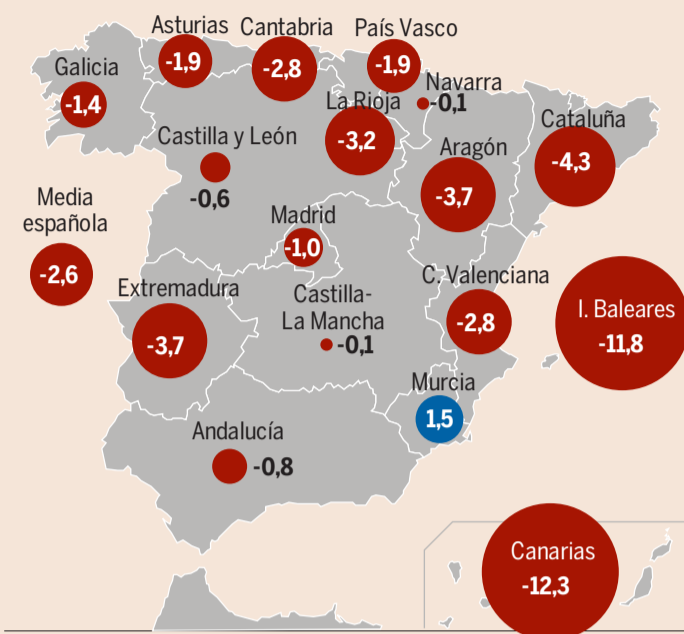 Asturias
-1,9
Cantabria
-2,8
País Vasco
-1,9
Galicia
-1,4
Navarra
-0,1
La Rioja
-3,2
Cataluña
-4,3
Castilla y León
-0,6
Aragón
-3,7
Media
española
-2,6
Madrid
-1,0
Extremadura
-3,7
Castilla-
La Mancha
-0,1
C. Valenciana
-2,8
I. Baleares
-11,8
Murcia
1,5
Andalucía
-0,8
Canarias
-12,3